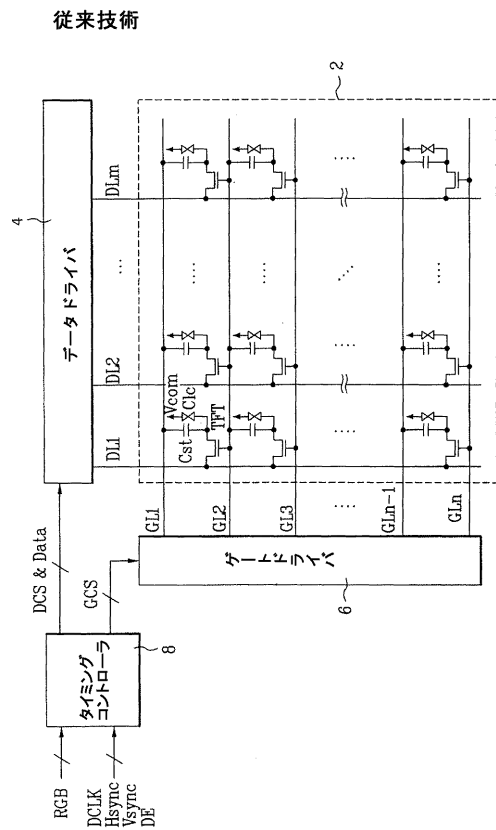 従来技術
RGB
DCLK
Hsync
Vsync
DE
タイミング
コントローラ
8
DCS & Data
GCS
データドライバ
4
ゲートドライバ
6
DL1
DL2
...
DLm
2
GL1
GL2
GL3
GLn-1
GLn
Vcom
Clc
Cst
TFT